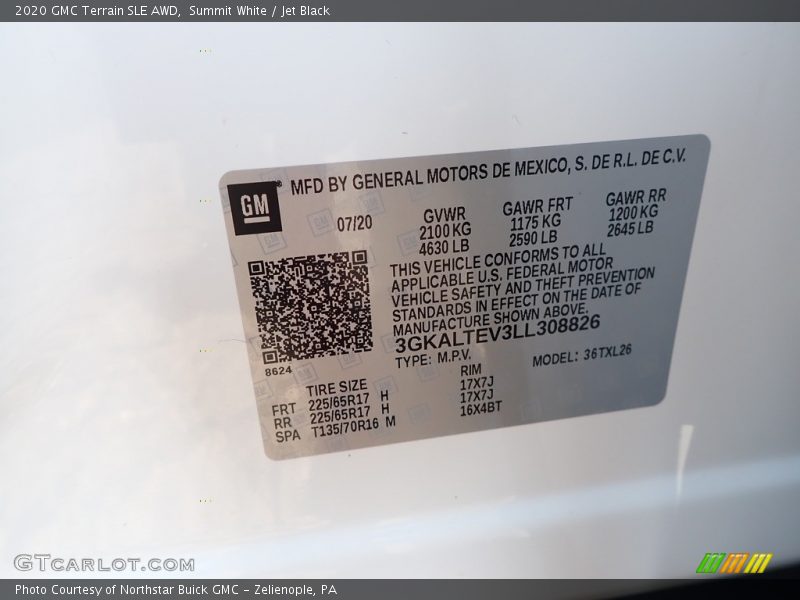 2020 GMC Terrain SLE AWD,  Summit White / Jet Black
GM ® MFD BY GENERAL MOTORS DE MEXICO, S. DE R.L. DE C.V.
07/20 GVWR GAWR FRT GAWR RR
2100 KG 1175 KG 1200 KG
4630 LB 2590 LB 2645 LB
THIS VEHICLE CONFORMS TO ALL
APPLICABLE U.S. FEDERAL MOTOR
VEHICLE SAFETY AND THEFT PREVENTION
STANDARDS IN EFFECT ON THE DATE OF
MANUFACTURE SHOWN ABOVE.
3GKALTEV3LL308826
TYPE: M.P.V. MODEL: 36TXL26
8624
TIRE SIZE RIM
FRT 225/65R17 H 17X7J
RR 225/65R17 H 17X7J
SPA T135/70R16 M 16X4BT
GTcarlot.com
Photo Courtesy of Northstar Buick GMC – Zelienople, PA